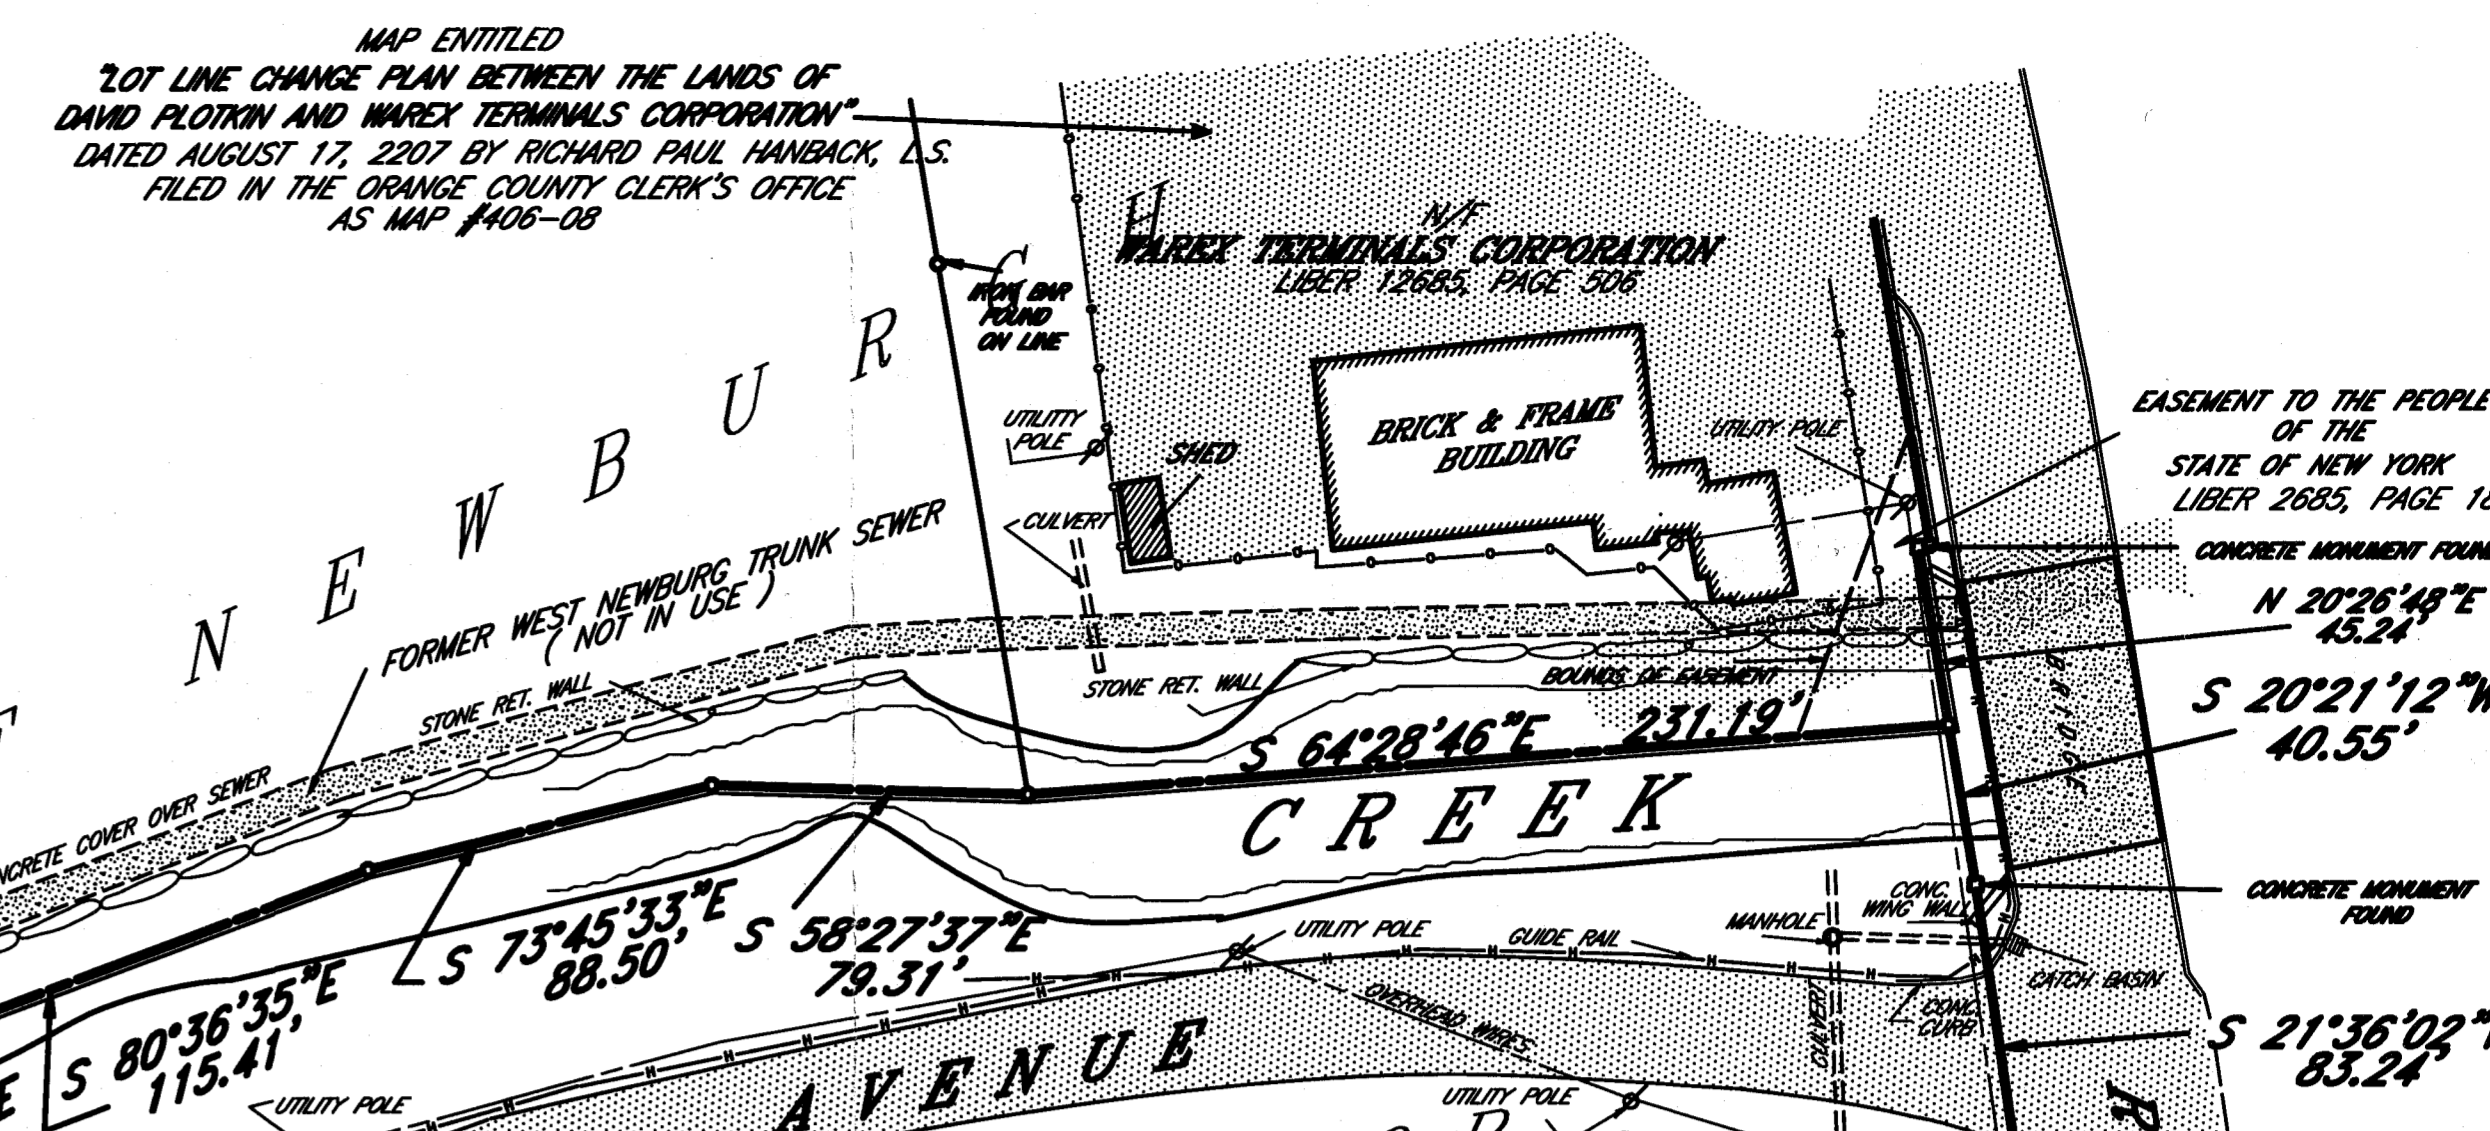 MAP ENTITLED
"LOT LINE CHANGE PLAN BETWEEN THE LANDS OF
DAVID PLOTKIN AND WAREX TERMINALS CORPORATION"
DATED AUGUST 17, 2207 BY RICHARD PAUL HANBACK, L.S.
FILED IN THE ORANGE COUNTY CLERK'S OFFICE
AS MAP #406-08
N/F
WAREX TERMINALS CORPORATION
LIBER 12685, PAGE 506
IRON BAR
FOUND
ON LINE
N E W B U R G H
UTILITTY
POLE
SHED
CULVERT
BRICK & FRAME
BUILDING
UTILITY POLE
EASEMENT TO THE PEOPLE
OF THE
STATE OF NEW YORK
LIBER 2685, PAGE
CONCRETE MONUMENT FOUND
N 20°26'48"E
45.24'
S 20°21'12"W
40.55'
FORMER WEST NEWBURG TRUNK SEWER
( NOT IN USE )
STONE RET. WALL
STONE RET. WALL
BOUNDS OF EASEMENT
BRIDGE
S 64°28'46"E 231.19'
CONCRETE COVER OVER SEWER
C R E E K
CONCRETE MONUMENT
FOUND
CONC.
WING WALL
MANHOLE
UTILITY POLE
GUIDE RAIL
S 73°45'33"E
88.50'
S 58°27'37"E
79.31'
S 80°36'35"E
115.41'
CATCH BASIN
CONC.
CURB
CULVERT
OVERHEAD WIRES
S 21°36'02"
83.24'
A V E N U E
UTILITY POLE
UTILITY POLE
E
R